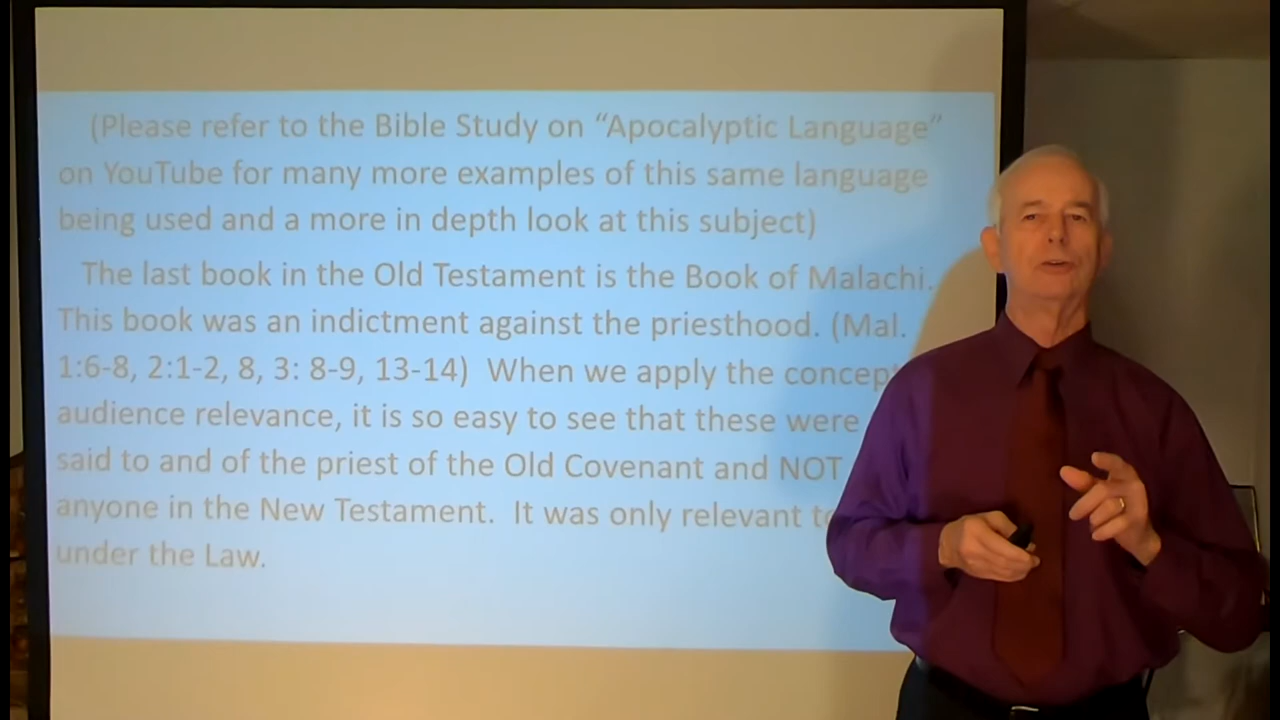 (Please refer to the Bible Study on “Apocalyptic Language”
on YouTube for many more examples of this same language
being used and a more in depth look at this subject)
The last book in the Old Testament is the Book of Malachi.
This book was an indictment against the priesthood. (Mal.
1:6-8, 2:1-2, 8, 3: 8-9, 13-14) When we apply the concept
audience relevance, it is so easy to see that these were
said to and of the priest of the Old Covenant and NOT
anyone in the New Testament. It was only relevant to
under the Law.